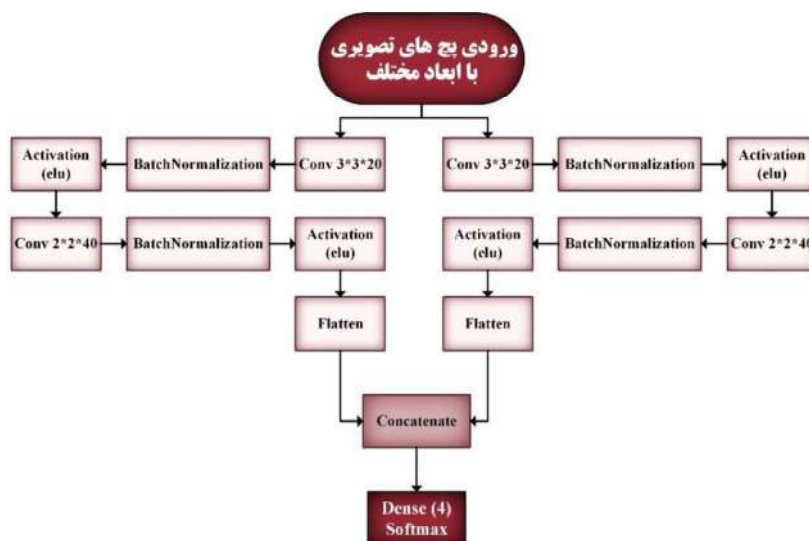 ورودی پچ های تصویری
با ابعاد مختلف
Activation
(elu)
BatchNormalization
Conv 3*3*20
Conv 3*3*20
BatchNormalization
Activation
(elu)
Conv 2*2*40
BatchNormalization
Activation
(elu)
Activation
(elu)
BatchNormalization
Conv 2*2*40
Flatten
Flatten
Concatenate
Dense (4)
Softmax